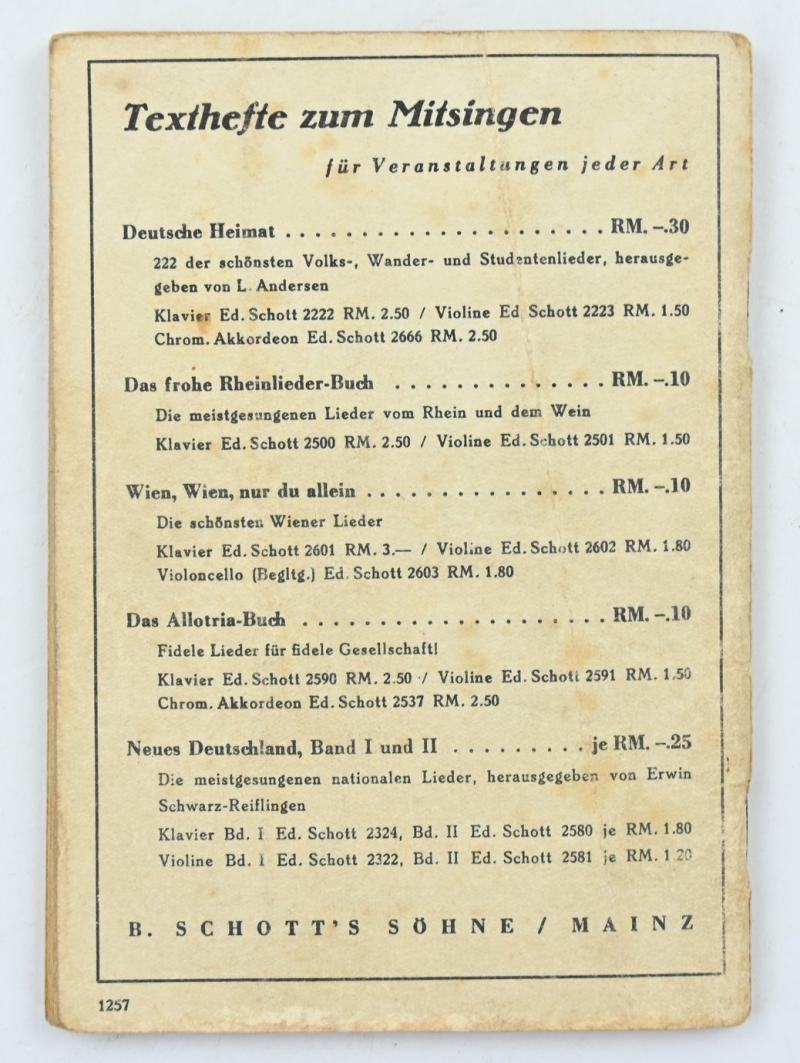 Texthefte zum Mitsingen
für Veranstaltungen jeder Art
Deutsche Heimat . . . . . . . . . . . . . . . . . . . . . RM. –.30
222 der schönsten Volks-, Wander- und Studentenlieder, herausge-
geben von L. Andersen
Klavier Ed. Schott 2222 RM. 2.50 / Violine Ed Schott 2223 RM. 1.50
Chrom. Akkordeon Ed. Schott 2666 RM. 2.50
Das frohe Rheinlieder-Buch . . . . . . . . . . . . . . RM. –.10
Die meistgesungenen Lieder vom Rhein und dem Wein
Klavier Ed. Schott 2500 RM. 2.50 / Violine Ed. Schott 2501 RM. 1.50
Wien, Wien, nur du allein . . . . . . . . . . . . . . . . RM. –.10
Die schönsten Wiener Lieder
Klavier Ed. Schott 2601 RM. 3.— / Violine Ed. Schott 2602 RM. 1.80
Violoncello (Begltg.) Ed. Schott 2603 RM. 1.80
Das Allotria-Buch . . . . . . . . . . . . . . . . . . . . RM. –.10
Fidele Lieder für fidele Gesellschaft!
Klavier Ed. Schott 2590 RM. 2.50 / Violine Ed. Schott 2591 RM. 1.50
Chrom. Akkordeon Ed. Schott 2537 RM. 2.50
Neues Deutschland, Band I und II . . . . . . . . . je RM. –.25
Die meistgesungenen nationalen Lieder, herausgegeben von Erwin
Schwarz-Reiflingen
Klavier Bd. I Ed. Schott 2324, Bd. II Ed. Schott 2580 je RM. 1.80
Violine Bd. I Ed. Schott 2322, Bd. II Ed. Schott 2581 je RM. 1 20
B. SCHOTT'S SÖHNE / MAINZ
1257